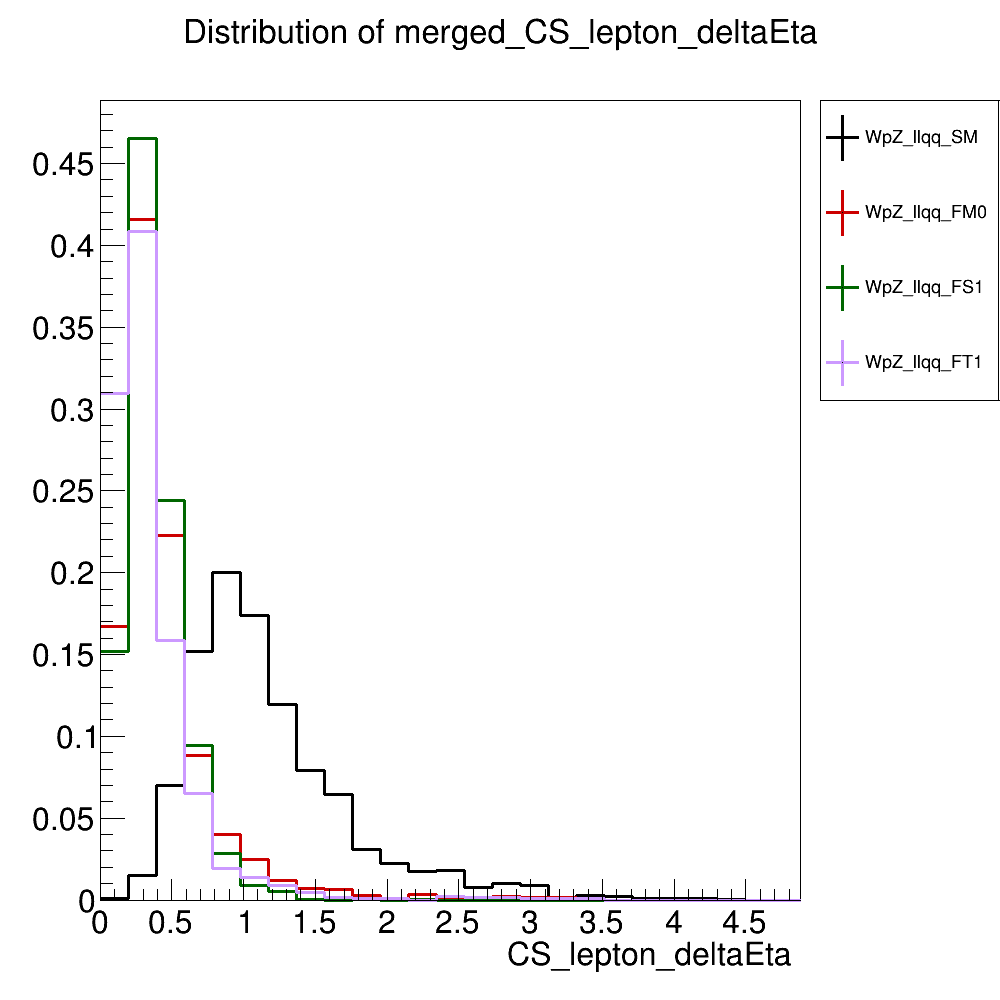 Distribution of merged_CS_lepton_deltaEta
WpZ_llqq_SM
WpZ_llqq_FM0
WpZ_llqq_FS1
WpZ_llqq_FT1
0.45
0.4
0.35
0.3
0.25
0.2
0.15
0.1
0.05
0
0 0.5 1 1.5 2 2.5 3 3.5 4 4.5
CS_lepton_deltaEta